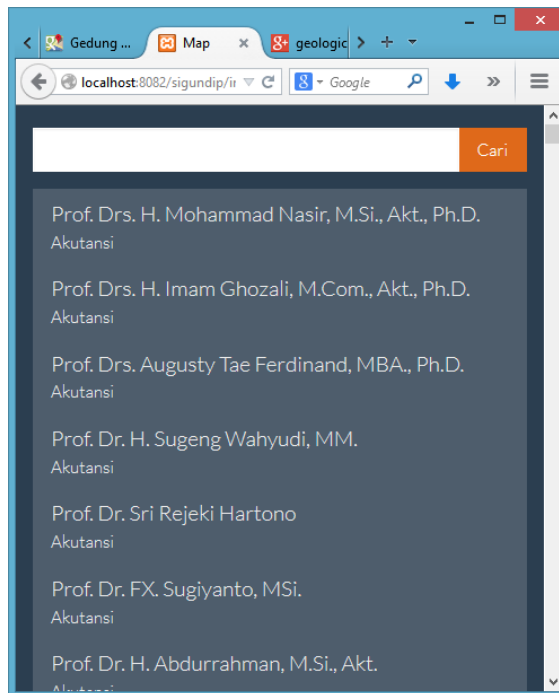 Gedung ...
Map
geologic
localhost:8082/sigundip/ir
Google
Cari
Prof. Drs. H. Mohammad Nasir, M.Si., Akt., Ph.D.
Akutansi
Prof. Drs. H. Imam Ghozali, M.Com., Akt., Ph.D.
Akutansi
Prof. Drs. Augusty Tae Ferdinand, MBA., Ph.D.
Akutansi
Prof. Dr. H. Sugeng Wahyudi, MM.
Akutansi
Prof. Dr. Sri Rejeki Hartono
Akutansi
Prof. Dr. FX. Sugiyanto, MSi.
Akutansi
Prof. Dr. H. Abdurrahman, M.Si., Akt.